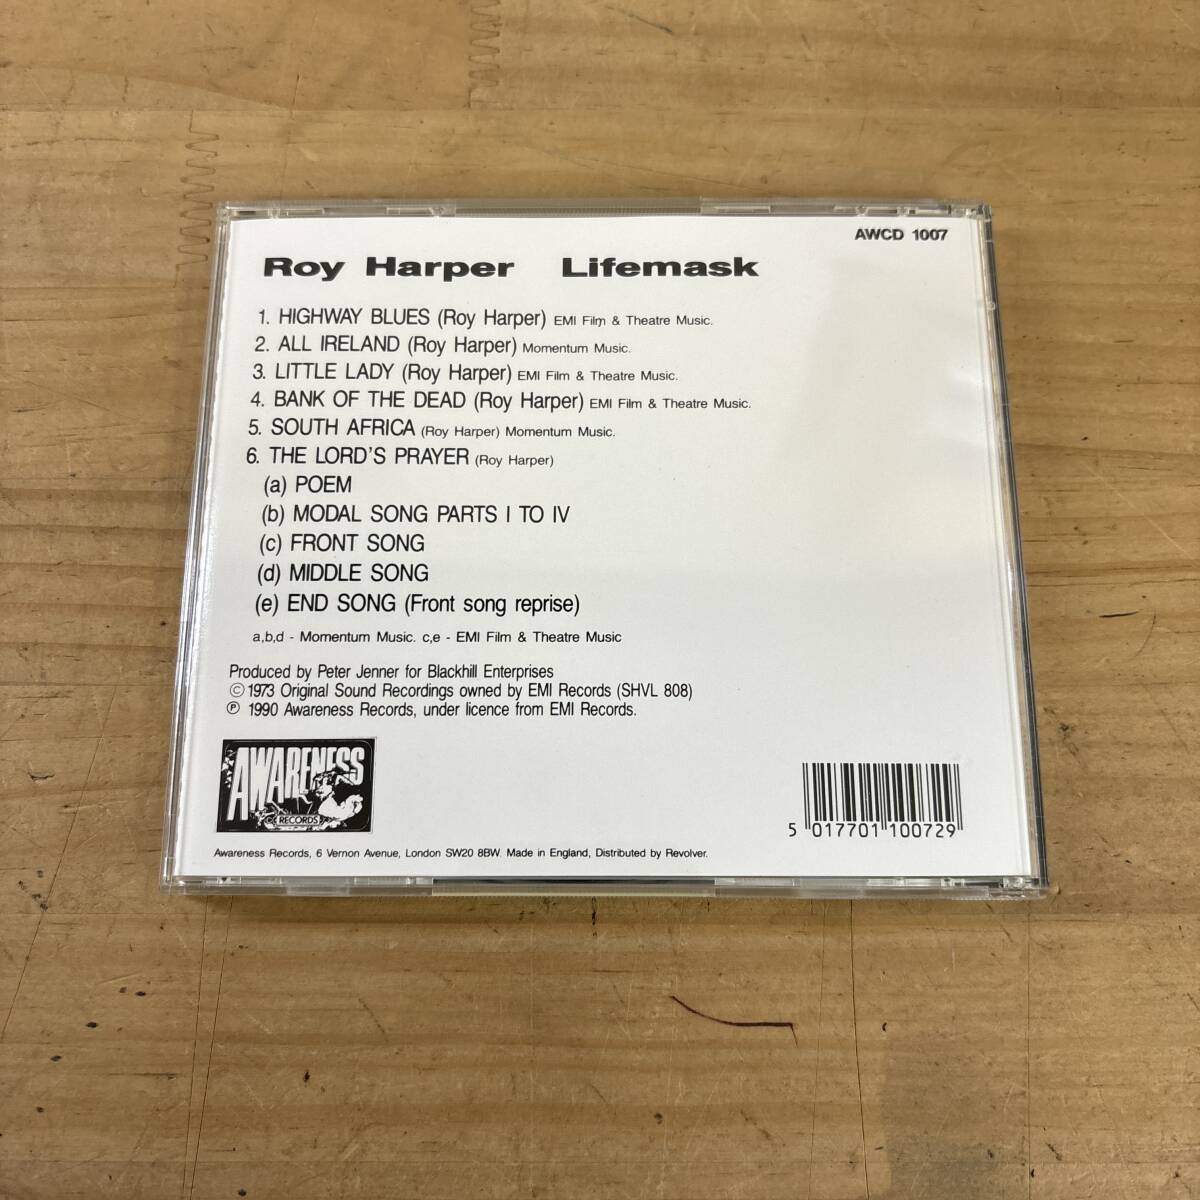 AWCD 1007
Roy Harper Lifemask
1. HIGHWAY BLUES (Roy Harper) EMI Film & Theatre Music.
2. ALL IRELAND (Roy Harper) Momentum Music.
3. LITTLE LADY (Roy Harper) EMI Film & Theatre Music.
4. BANK OF THE DEAD (Roy Harper) EMI Film & Theatre Music.
5. SOUTH AFRICA (Roy Harper) Momentum Music.
6. THE LORD'S PRAYER (Roy Harper)
(a) POEM
(b) MODAL SONG PARTS I TO IV
(c) FRONT SONG
(d) MIDDLE SONG
(e) END SONG (Front song reprise)
a,b,d - Momentum Music. c,e - EMI Film & Theatre Music
Produced by Peter Jenner for Blackhill Enterprises
© 1973 Original Sound Recordings owned by EMI Records (SHVL 808)
℗ 1990 Awareness Records, under licence from EMI Records.
AWARENESS
RECORDS
5 017701 100729
Awareness Records, 6 Vernon Avenue, London SW20 8BW. Made in England, Distributed by Revolver.